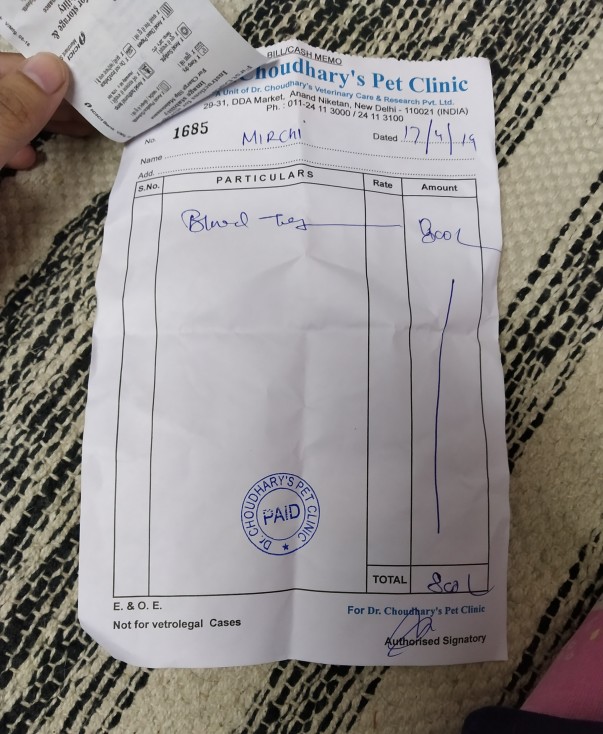 BILL/CASH MEMO
houdhary's Pet Clinic
A Unit of Dr. Choudhary's Veterinary Care & Research Pvt. Ltd.
29-31, DDA Market, Anand Niketan, New Delhi - 110021 (INDIA)
Ph. : 011-24 11 3000 / 24 11 3100
No. 1685 Dated 17/4/19
Name MIRCHI
Add.
S.No. PARTICULARS Rate Amount
Blood 800/
Dr. CHOUDHARY'S PET CLINIC
PAID
TOTAL 800/
E. & O. E. For Dr. Choudhary's Pet Clinic
Not for vetrolegal Cases
Authorised Signatory
ICICI